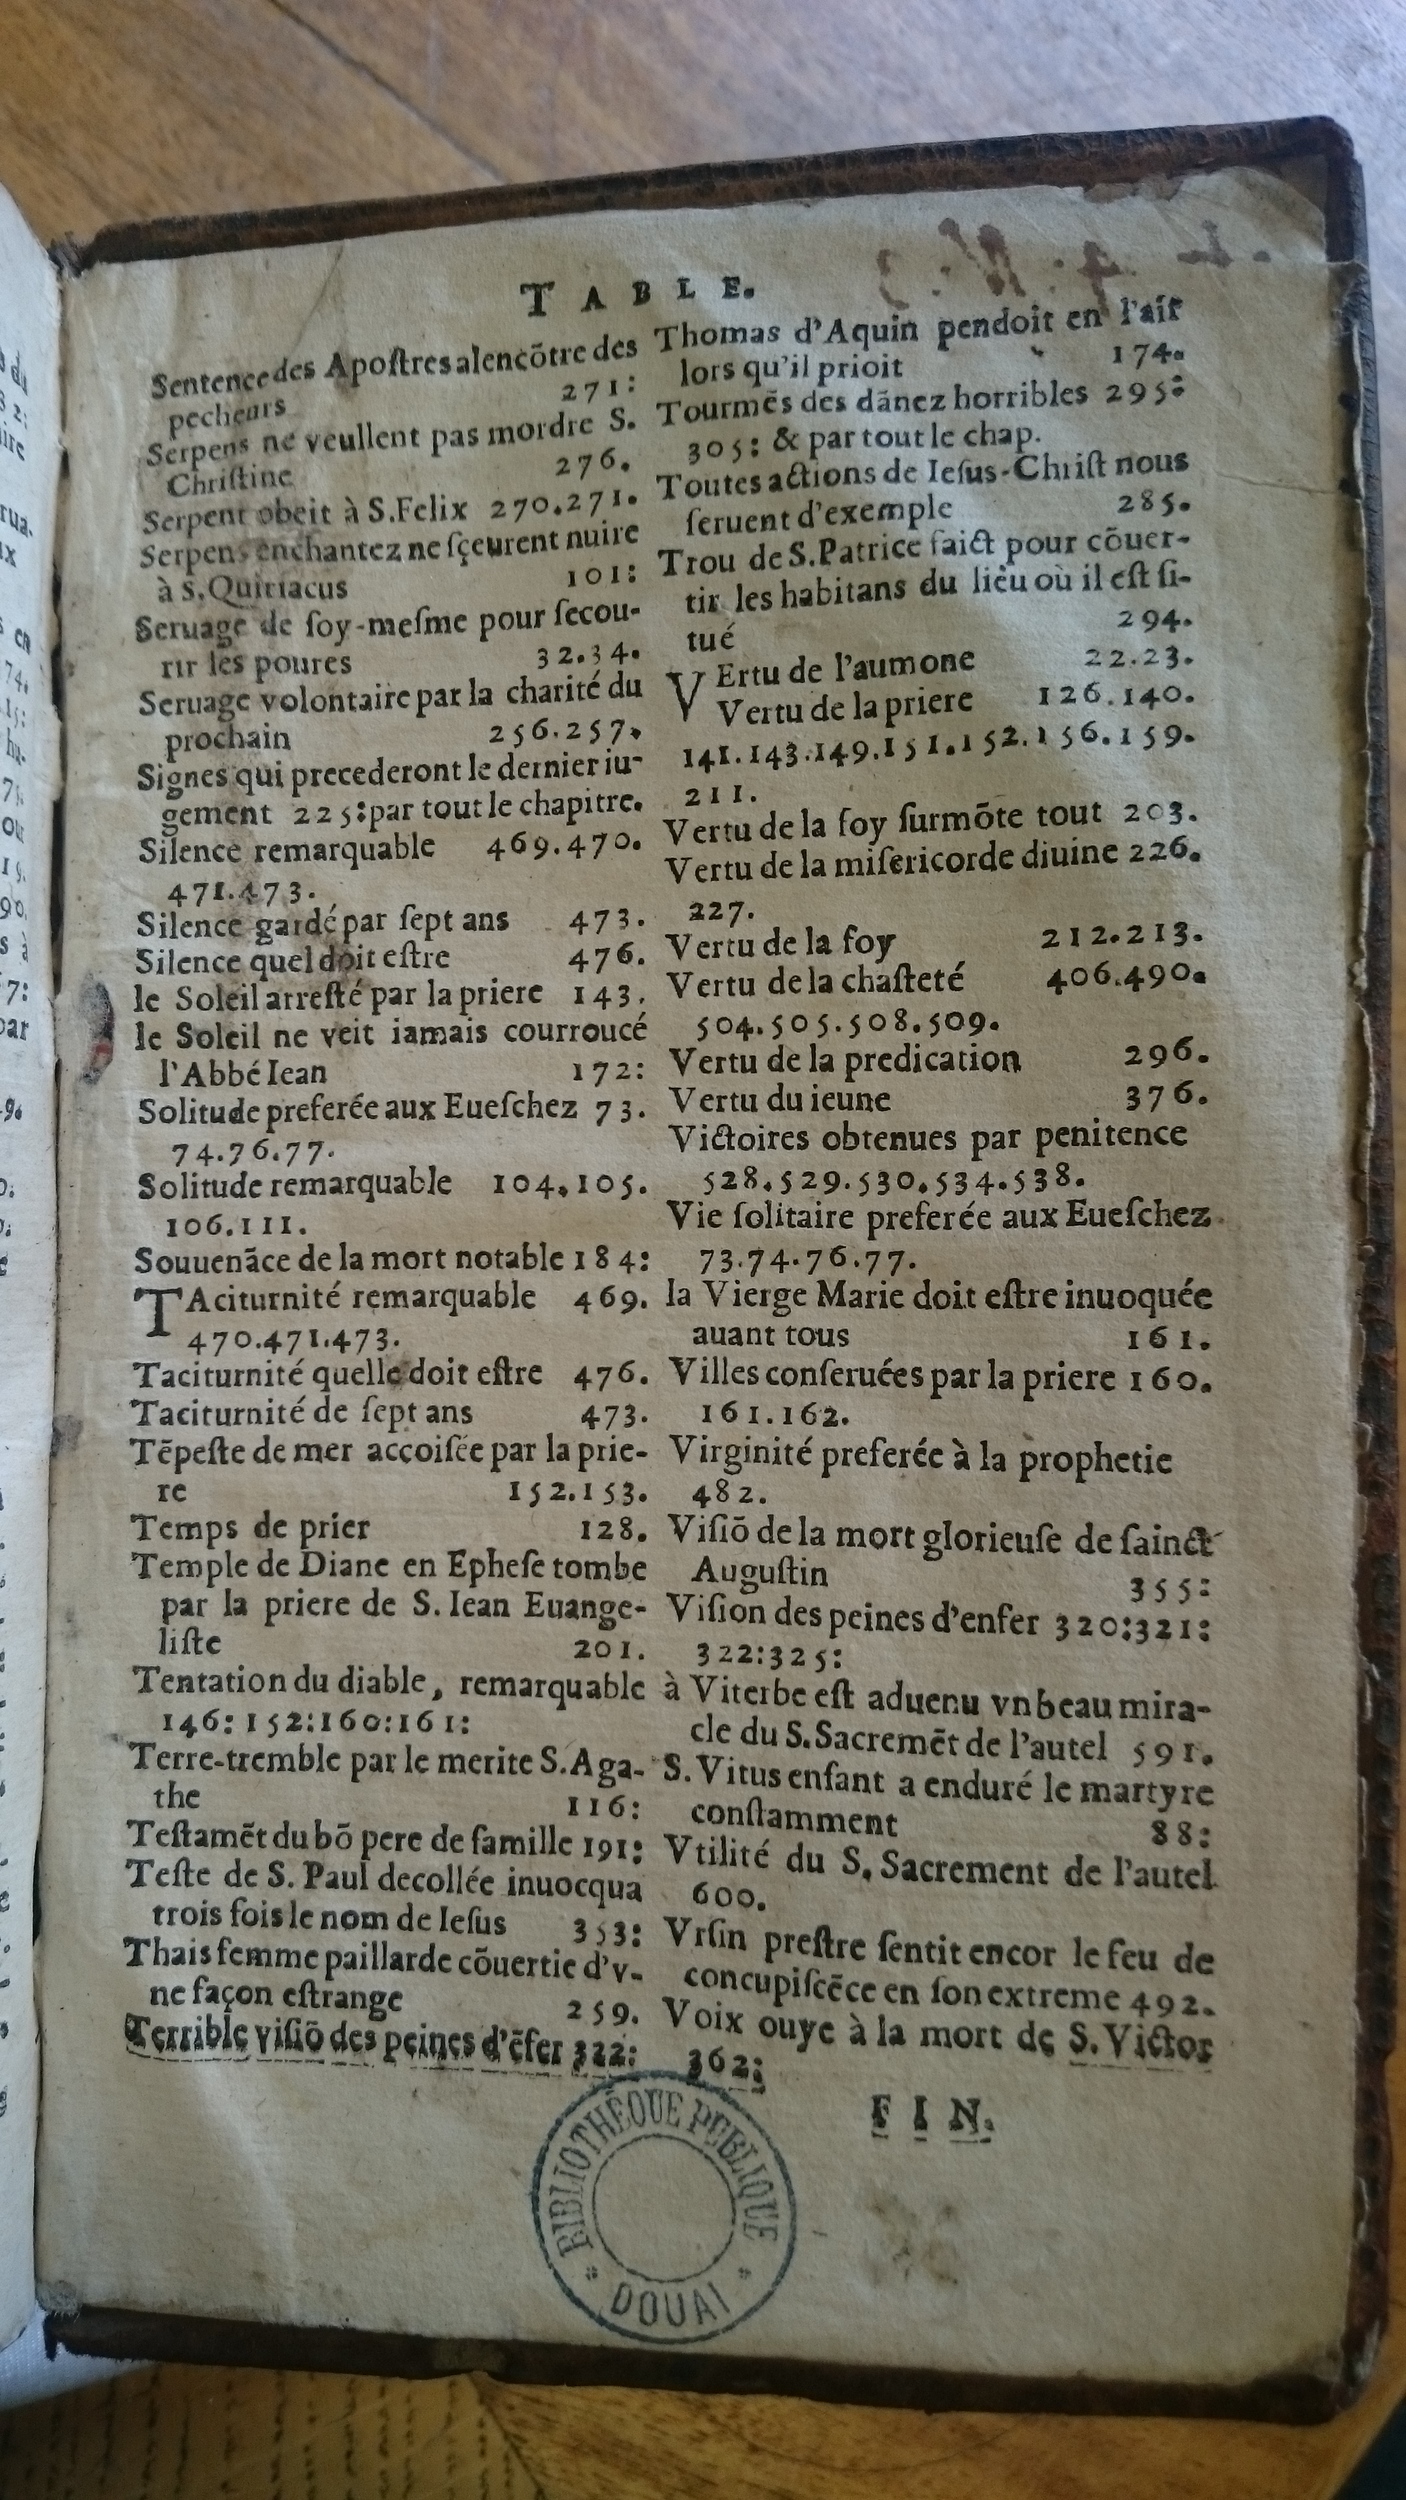 TABLE.
Sentence des Apoſtres alencõtre des
pecheurs 271:
Serpens ne veullent pas mordre S.
Chriſtine 276.
Serpent obeit à S.Felix 270.271.
Serpens enchantez ne ſçeurent nuire
à S.Quiriacus 101:
Seruage de ſoy-meſme pour ſecou-
rir les poures 32.34.
Seruage volontaire par la charité du
prochain 256.257.
Signes qui precederont le dernier iu-
gement 225:par tout le chapitre.
Silence remarquable 469.470.
471.473.
Silence gardé par ſept ans 473.
Silence quel doit eſtre 476.
le Soleil arreſté par la priere 143.
le Soleil ne veit iamais courroucé
l'Abbé Iean 172:
Solitude preferée aux Eueſchez 73.
74.76.77.
Solitude remarquable 104.105.
106.111.
Souuenãce de la mort notable 184:
TAciturnité remarquable 469.
470.471.473.
Taciturnité quelle doit eſtre 476.
Taciturnité de ſept ans 473.
Tẽpeſte de mer accoiſée par la prie-
re 152.153.
Temps de prier 128.
Temple de Diane en Epheſe tombe
par la priere de S. Iean Euange-
liſte 201.
Tentation du diable, remarquable
146:152:160:161:
Terre-tremble par le merite S.Aga-
the 116:
Teſtamẽt du bõ pere de famille 191:
Teſte de S. Paul decollée inuocqua
trois fois le nom de Ieſus 353:
Thais femme paillarde cõuertie d'v-
ne façon eſtrange 259.
Terrible viſiõ des peines d'ẽfer 322:
Thomas d'Aquin pendoit en l'air
lors qu'il prioit 174.
Tourmẽs des dãnez horribles 295:
305: & par tout le chap.
Toutes actions de Ieſus-Chriſt nous
ſeruent d'exemple 285.
Trou de S.Patrice faict pour cõuer-
tir les habitans du lieu où il eſt ſi-
tué 294.
VErtu de l'aumone 22.23.
Vertu de la priere 126.140.
141.143.149.151.152.156.159.
211.
Vertu de la foy ſurmõte tout 203.
Vertu de la miſericorde diuine 226.
227.
Vertu de la foy 212.213.
Vertu de la chaſteté 406.490.
504.505.508.509.
Vertu de la predication 296.
Vertu du ieune 376.
Victoires obtenues par penitence
528.529.530.534.538.
Vie ſolitaire preferée aux Eueſchez
73.74.76.77.
la Vierge Marie doit eſtre inuoquée
auant tous 161.
Villes conſeruées par la priere 160.
161.162.
Virginité preferée à la prophetie
482.
Viſiõ de la mort glorieuſe de ſainct
Auguſtin 355:
Viſion des peines d'enfer 320:321:
322:325:
à Viterbe eſt aduenu vn beau mira-
cle du S.Sacremẽt de l'autel 591.
S.Vitus enfant a enduré le martyre
conſtamment 88:
Vtilité du S. Sacrement de l'autel
600.
Vrſin preſtre ſentit encor le feu de
concupiſcẽce en ſon extreme 492.
Voix ouye à la mort de S.Victor
362:
FIN.
BIBLIOTHÈQUE PUBLIQUE
* DOUAI *